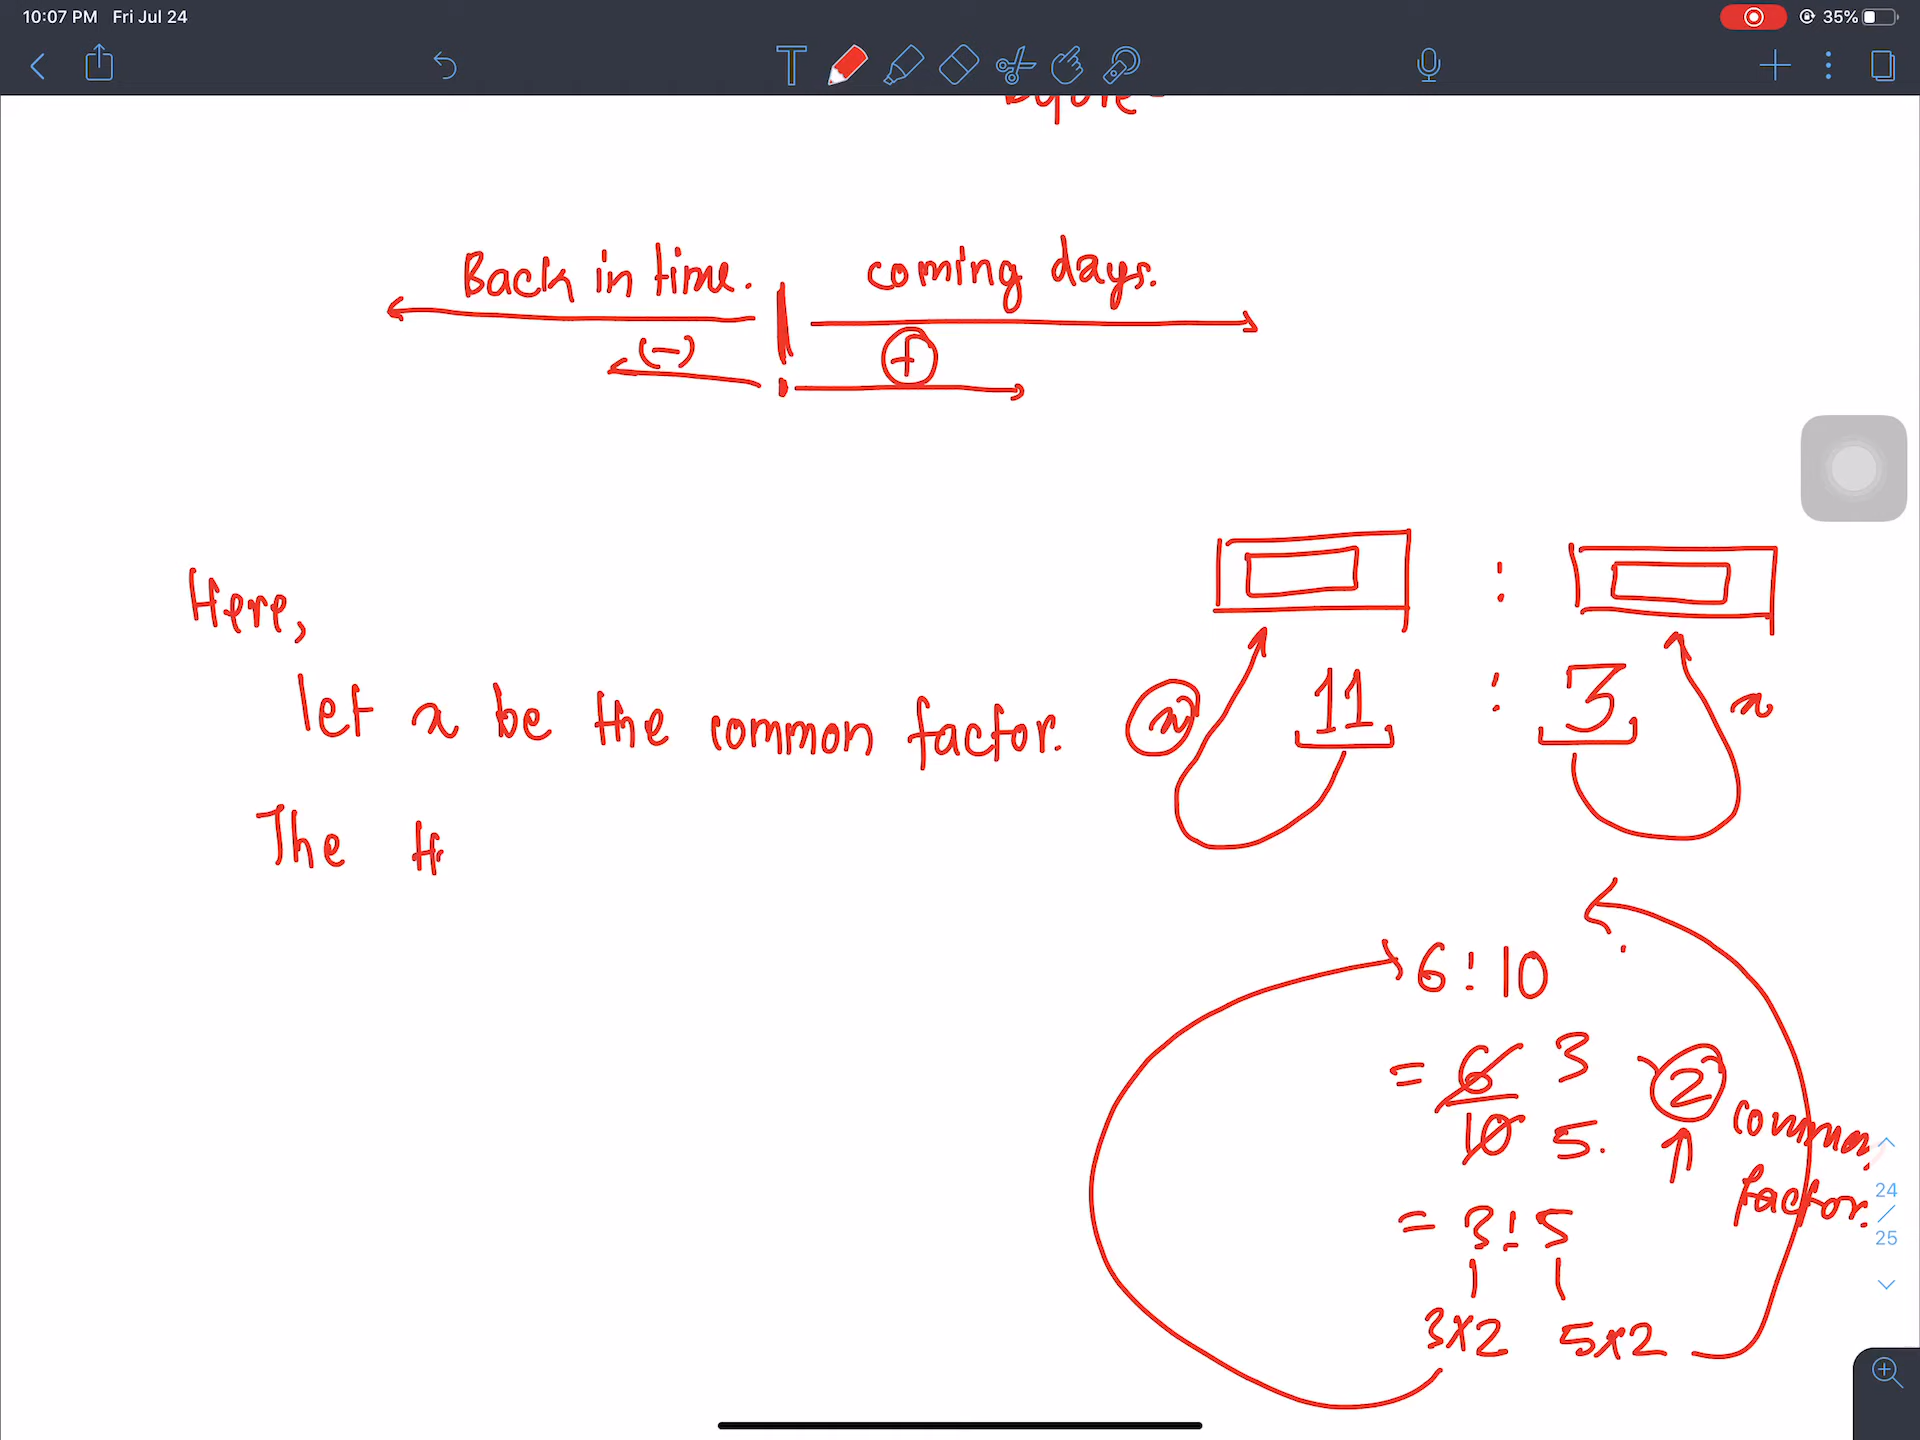 10:07 PM Fri Jul 24
35%
Back in time. coming days.
(-) +
Here,
:
let x be the common factor.
x 11 : 3 x
The
6:10
= 6 3 2
10 5. common
factor.
= 3:5
3x2 5x2
24
/
25